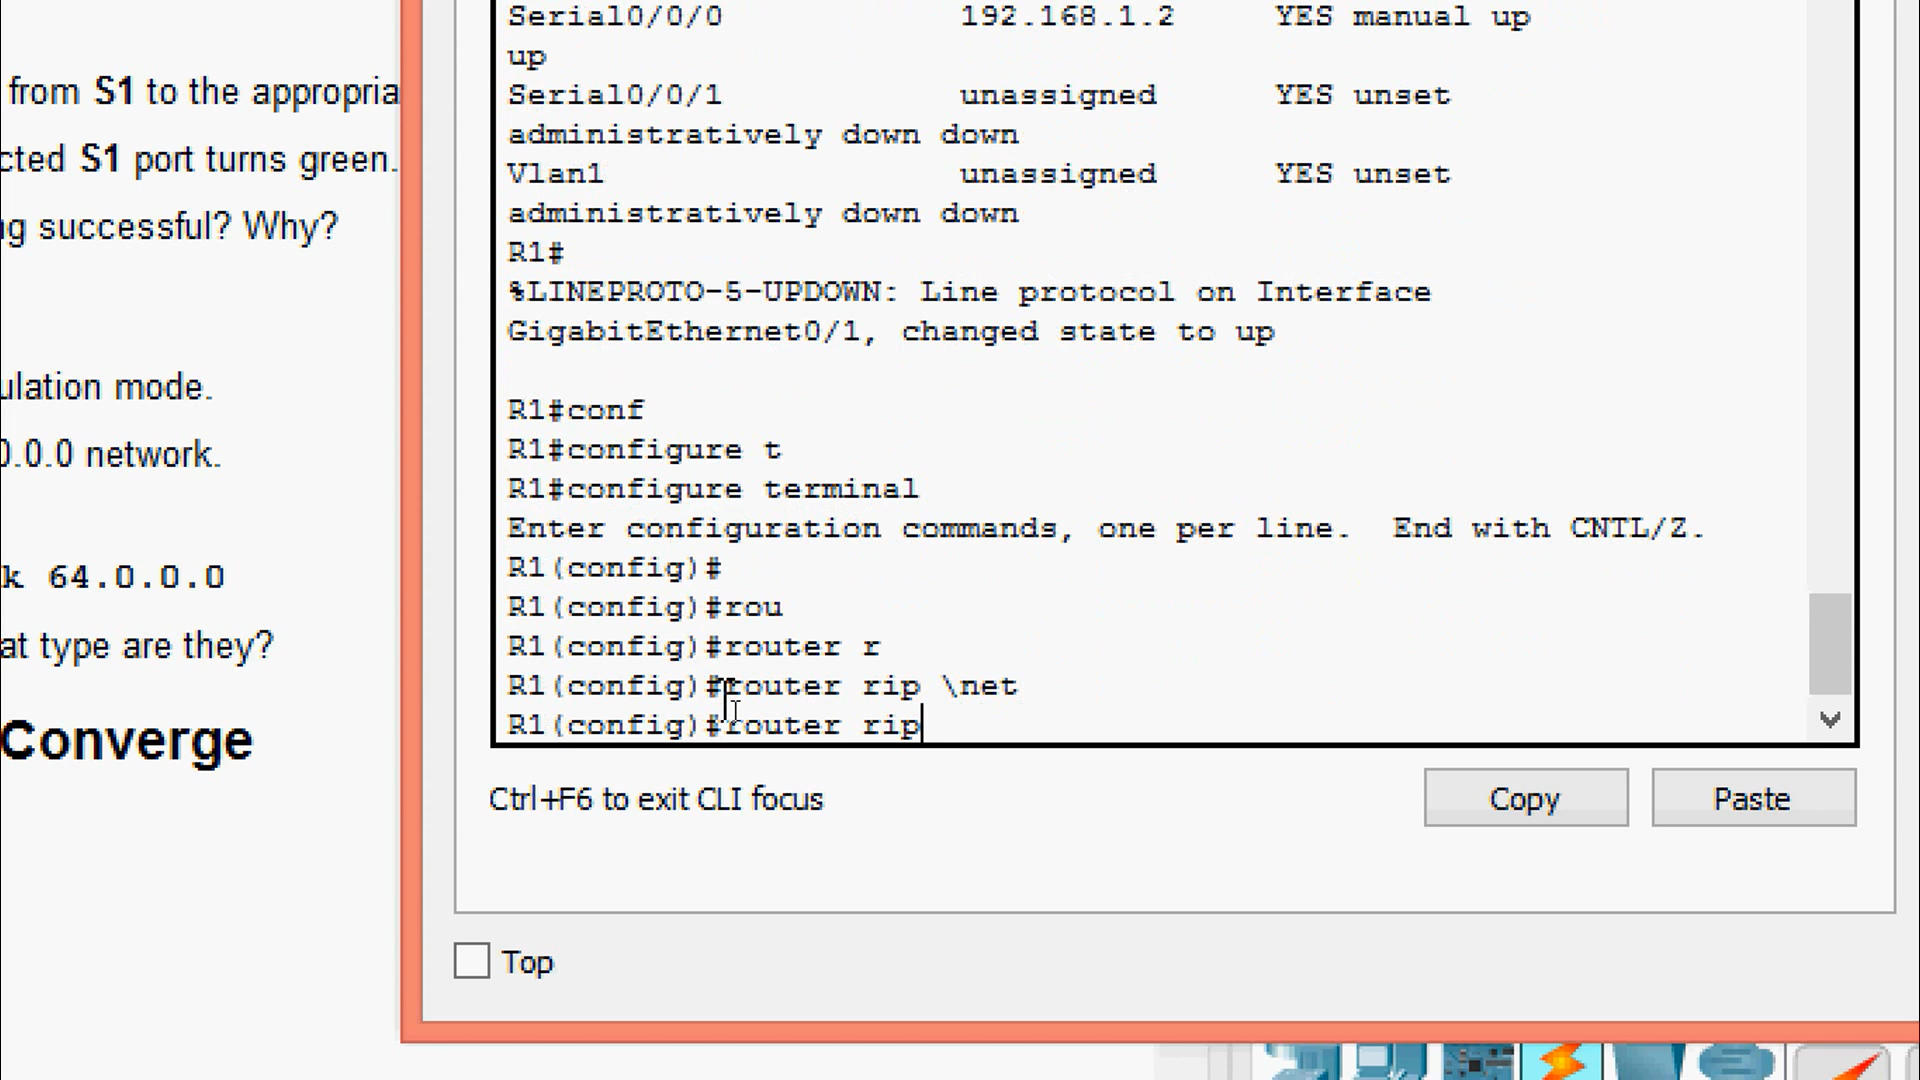 from S1 to the appropria
cted S1 port turns green.
ng successful? Why?
ulation mode.
0.0.0 network.
k 64.0.0.0
at type are they?
Converge
Serial0/0/0 192.168.1.2 YES manual up
up
Serial0/0/1 unassigned YES unset
administratively down down
Vlan1 unassigned YES unset
administratively down down
R1#
%LINEPROTO-5-UPDOWN: Line protocol on Interface
GigabitEthernet0/1, changed state to up
R1#conf
R1#configure t
R1#configure terminal
Enter configuration commands, one per line. End with CNTL/Z.
R1(config)#
R1(config)#rou
R1(config)#router r
R1(config)#router rip \net
R1(config)#router rip
Ctrl+F6 to exit CLI focus
Copy
Paste
Top